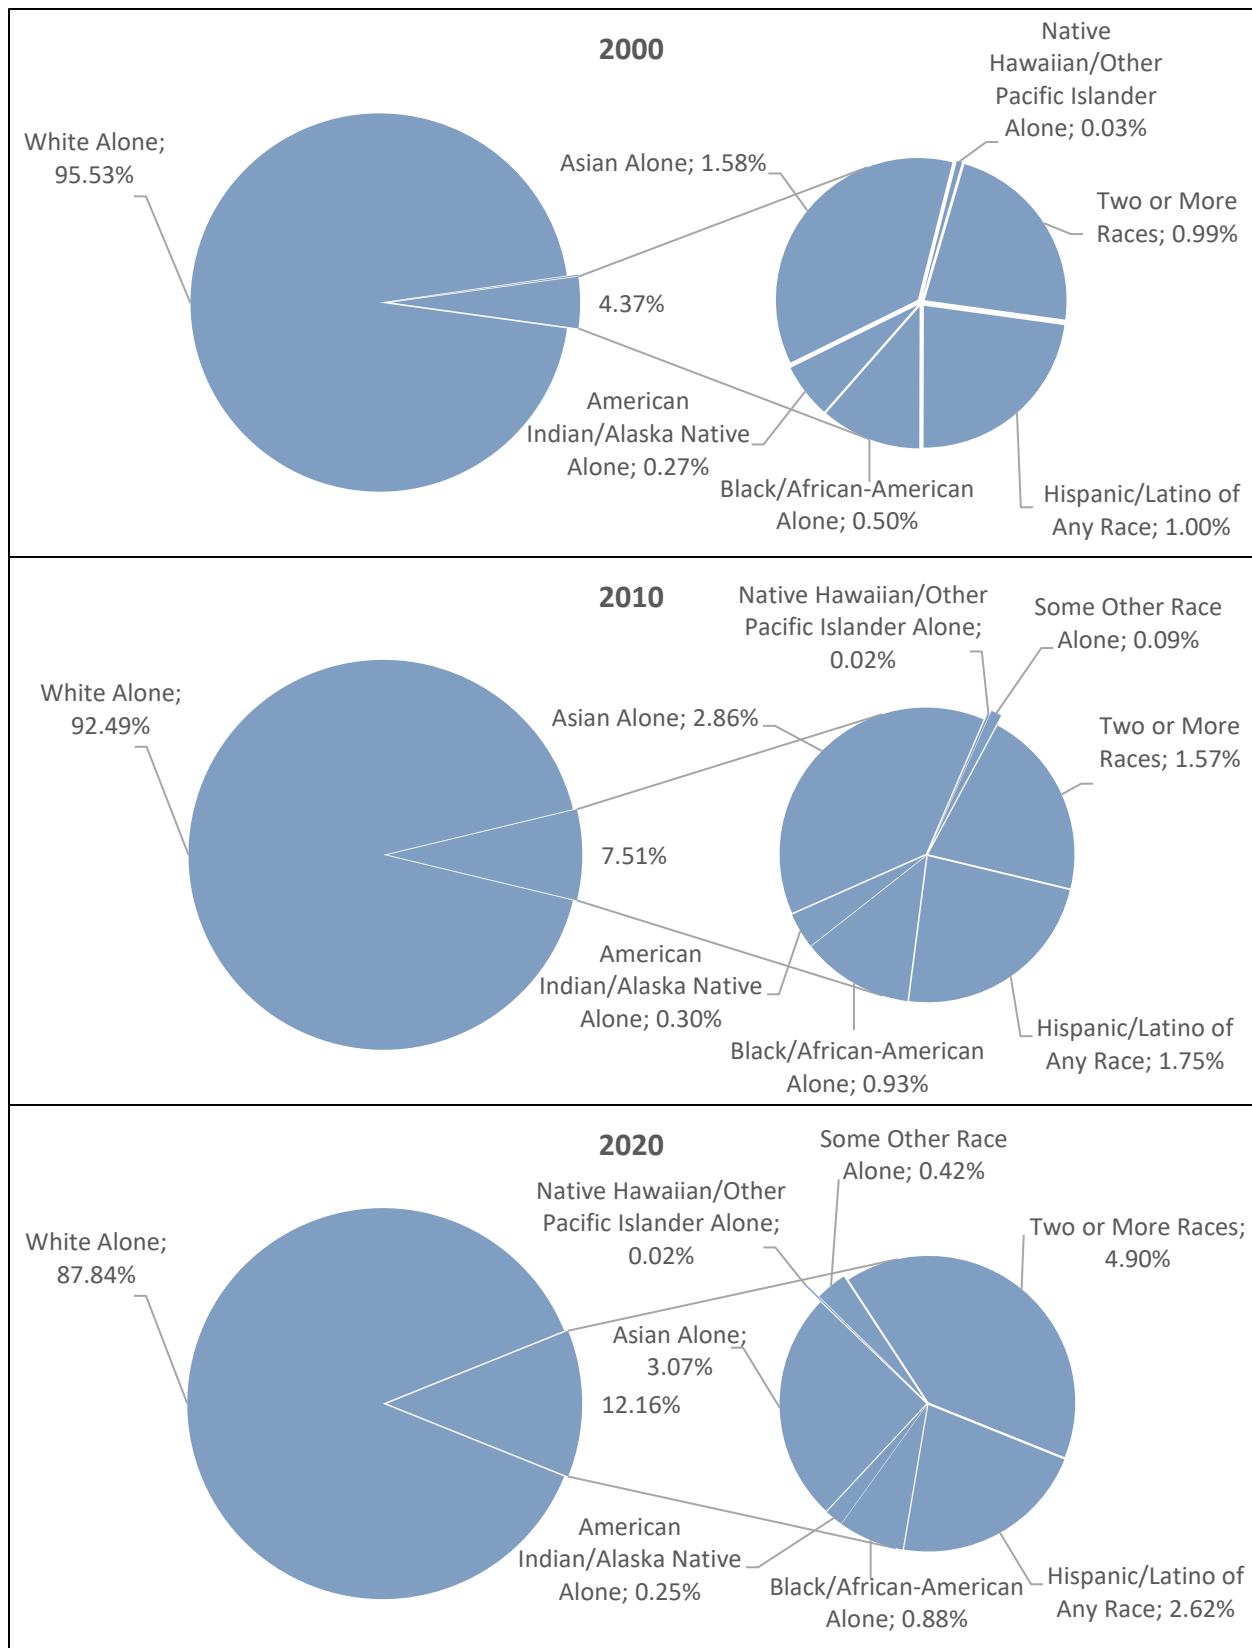 2000
Native
Hawaiian/Other
Pacific Islander
Alone; 0.03%
White Alone;
95.53%
Asian Alone; 1.58%
Two or More
Races; 0.99%
4.37%
American
Indian/Alaska Native
Alone; 0.27%
Black/African-American
Alone; 0.50%
Hispanic/Latino of
Any Race; 1.00%
2010
Native Hawaiian/Other
Pacific Islander Alone;
0.02%
Some Other Race
Alone; 0.09%
White Alone;
92.49%
Asian Alone; 2.86%
Two or More
Races; 1.57%
7.51%
American
Indian/Alaska Native
Alone; 0.30%
Black/African-American
Alone; 0.93%
Hispanic/Latino of
Any Race; 1.75%
2020
Some Other Race
Alone; 0.42%
Native Hawaiian/Other
Pacific Islander Alone;
0.02%
Two or More Races;
4.90%
White Alone;
87.84%
Asian Alone;
3.07%
12.16%
American
Indian/Alaska Native
Alone; 0.25%
Black/African-American
Alone; 0.88%
Hispanic/Latino of
Any Race; 2.62%